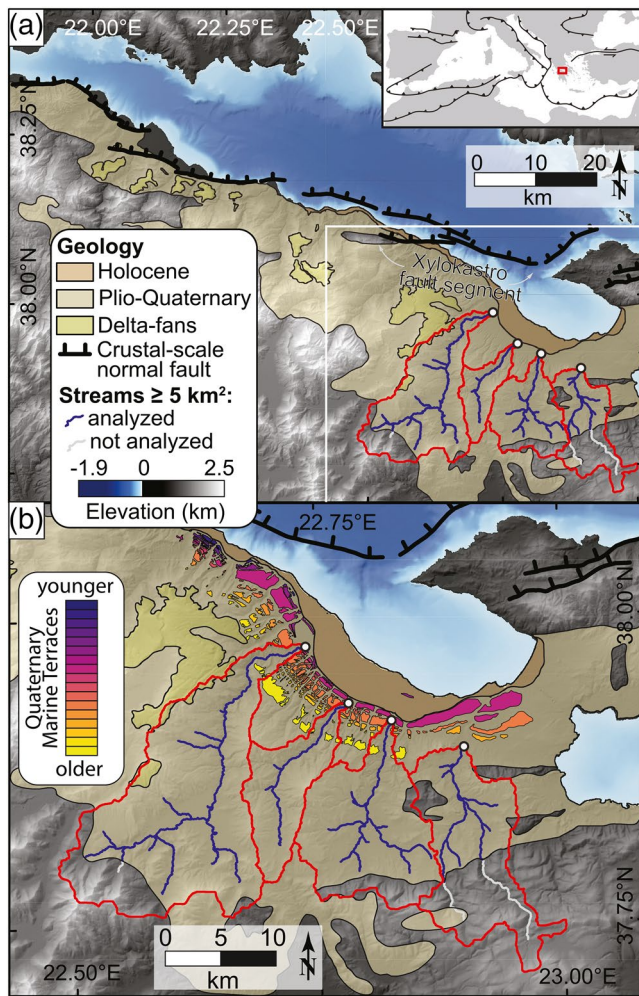 (a)
22.00°E
22.25°E
22.50°E
38.25°N
38.00°N
0 10 20
km
N
Xylokastro
fault segment
Geology
Holocene
Plio-Quaternary
Delta-fans
Crustal-scale
normal fault
Streams ≥ 5 km²:
analyzed
not analyzed
-1.9 0 2.5
Elevation (km)
(b)
22.75°E
38.00°N
younger
Quaternary
Marine Terraces
older
37.75°N
0 5 10
km
N
22.50°E
23.00°E